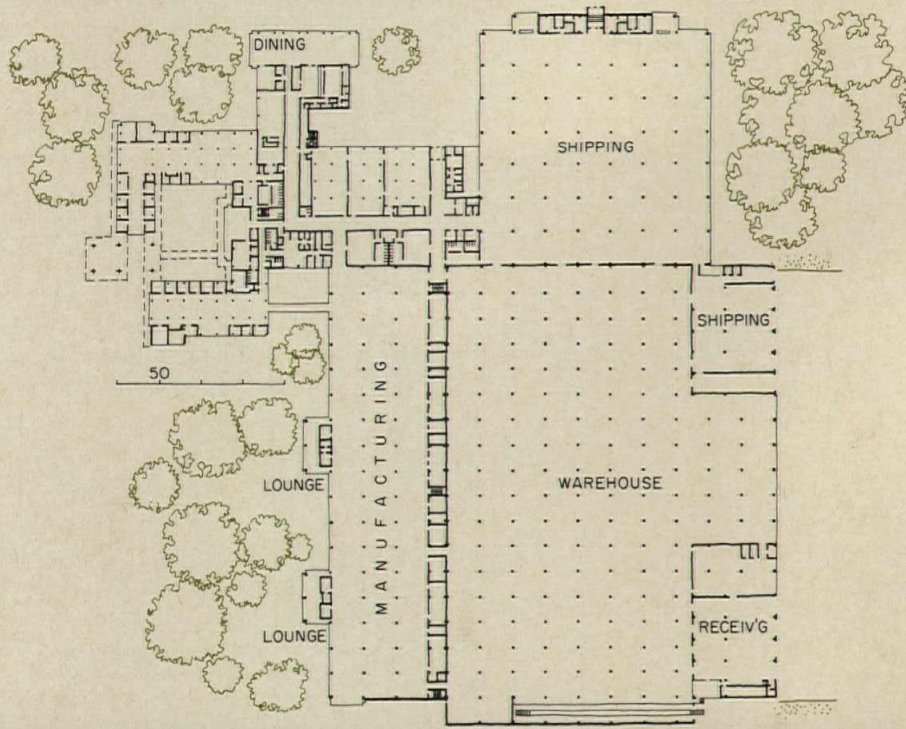 DINING
SHIPPING
SHIPPING
50
MANUFACTURING
LOUNGE
WAREHOUSE
LOUNGE
RECEIV'G